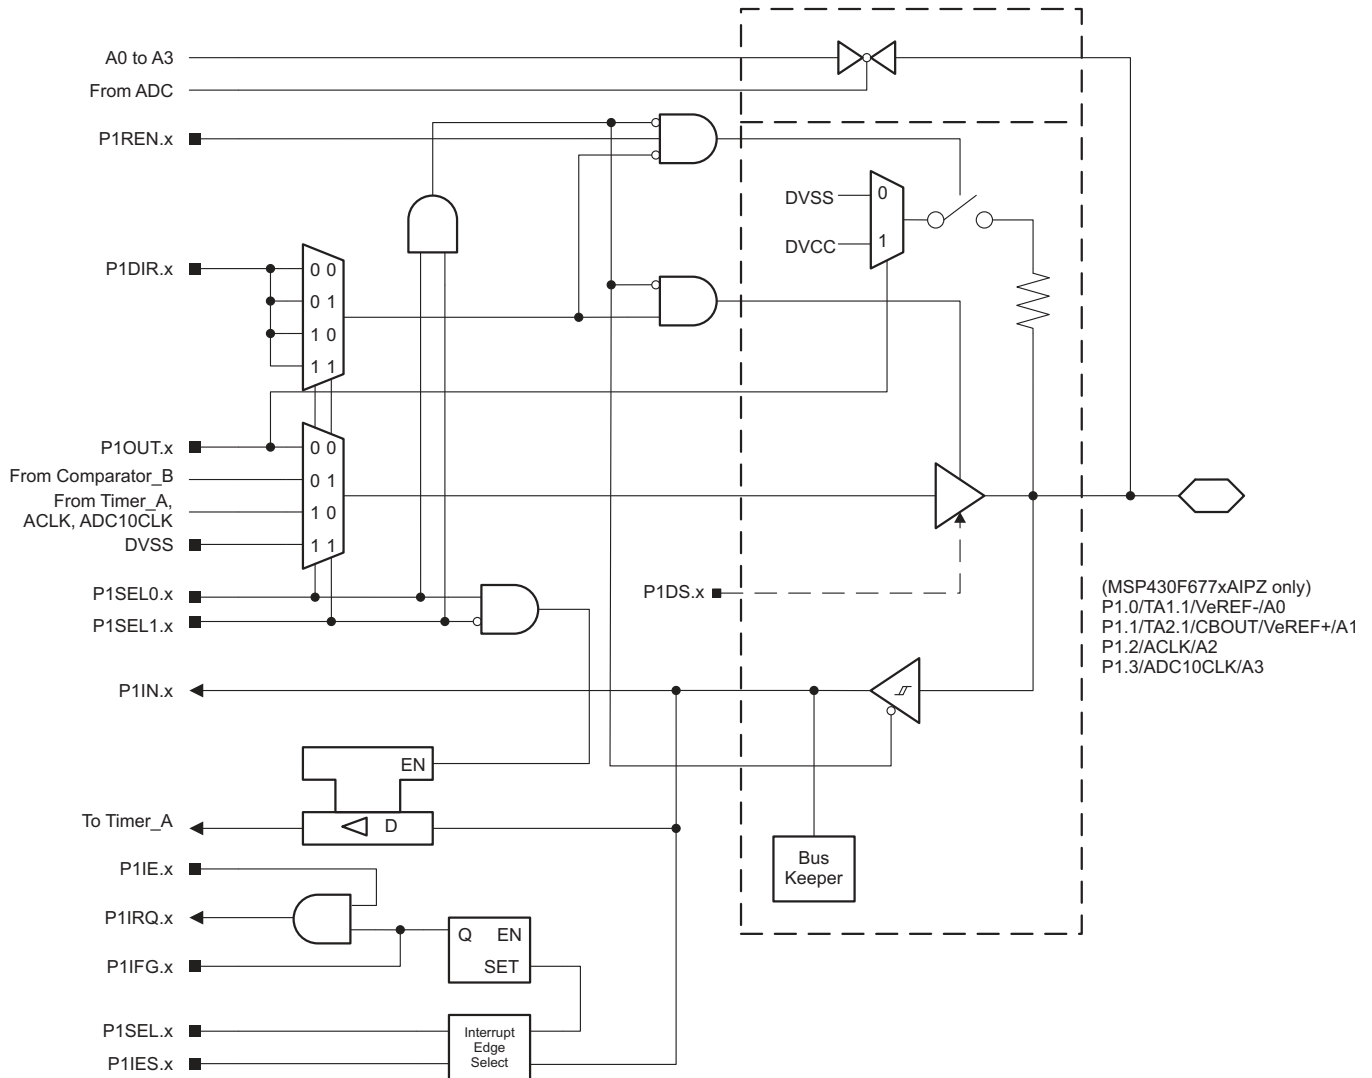 A0 to A3
From ADC
P1REN.x
DVSS
0
DVCC
1
P1DIR.x
0 0
0 1
1 0
1 1
P1OUT.x
0 0
From Comparator_B
0 1
From Timer_A,
ACLK, ADC10CLK
1 0
DVSS
1 1
P1SEL0.x
P1SEL1.x
P1DS.x
(MSP430F677xAIPZ only)
P1.0/TA1.1/VeREF-/A0
P1.1/TA2.1/CBOUT/VeREF+/A1
P1.2/ACLK/A2
P1.3/ADC10CLK/A3
P1IN.x
EN
To Timer_A
D
Bus
Keeper
P1IE.x
P1IRQ.x
Q EN
SET
P1IFG.x
P1SEL.x
P1IES.x
Interrupt
Edge
Select